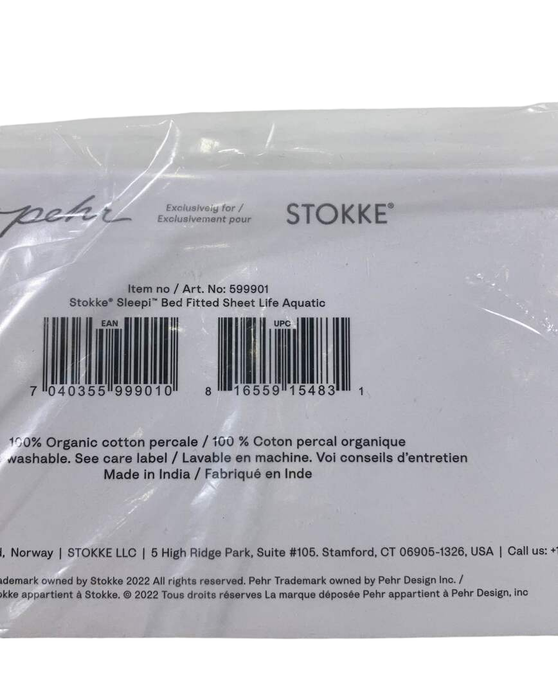 pehr
Exclusively for /
Exclusivement pour
STOKKE®
Item no / Art. No: 599901
Stokke® Sleepi™ Bed Fitted Sheet Life Aquatic
EAN
UPC
7 040355 999010
8 16559 15483 1
100% Organic cotton percale / 100 % Coton percal organique
washable. See care label / Lavable en machine. Voi conseils d'entretien
Made in India / Fabriqué en Inde
Norway | STOKKE LLC | 5 High Ridge Park, Suite #105. Stamford, CT 06905-1326, USA | Call us:
owned by Stokke 2022 All rights reserved. Pehr Trademark owned by Pehr Design Inc. /
appartient à Stokke. © 2022 Tous droits réserves La marque déposée Pehr appartient à Pehr Design, inc